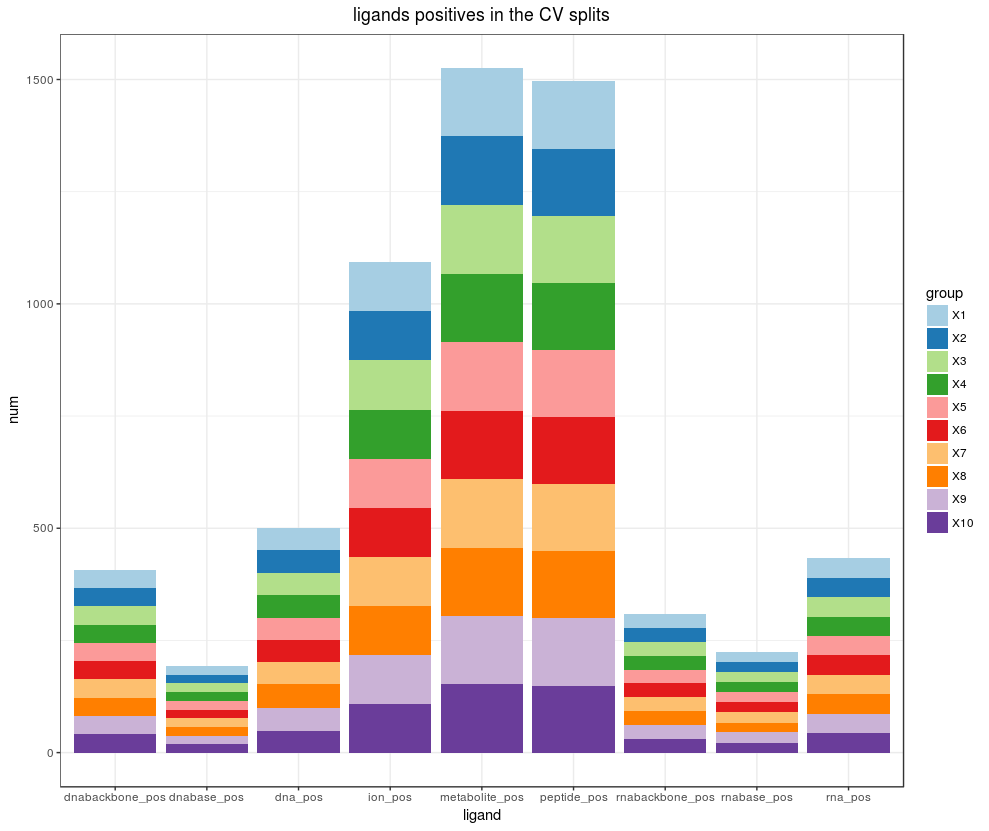 ligands positives in the CV splits
1500
1000
500
0
num
dnabackbone_pos dnabase_pos dna_pos ion_pos metabolite_pos peptide_pos rnabackbone_pos rnabase_pos rna_pos
ligand
group
X1
X2
X3
X4
X5
X6
X7
X8
X9
X10